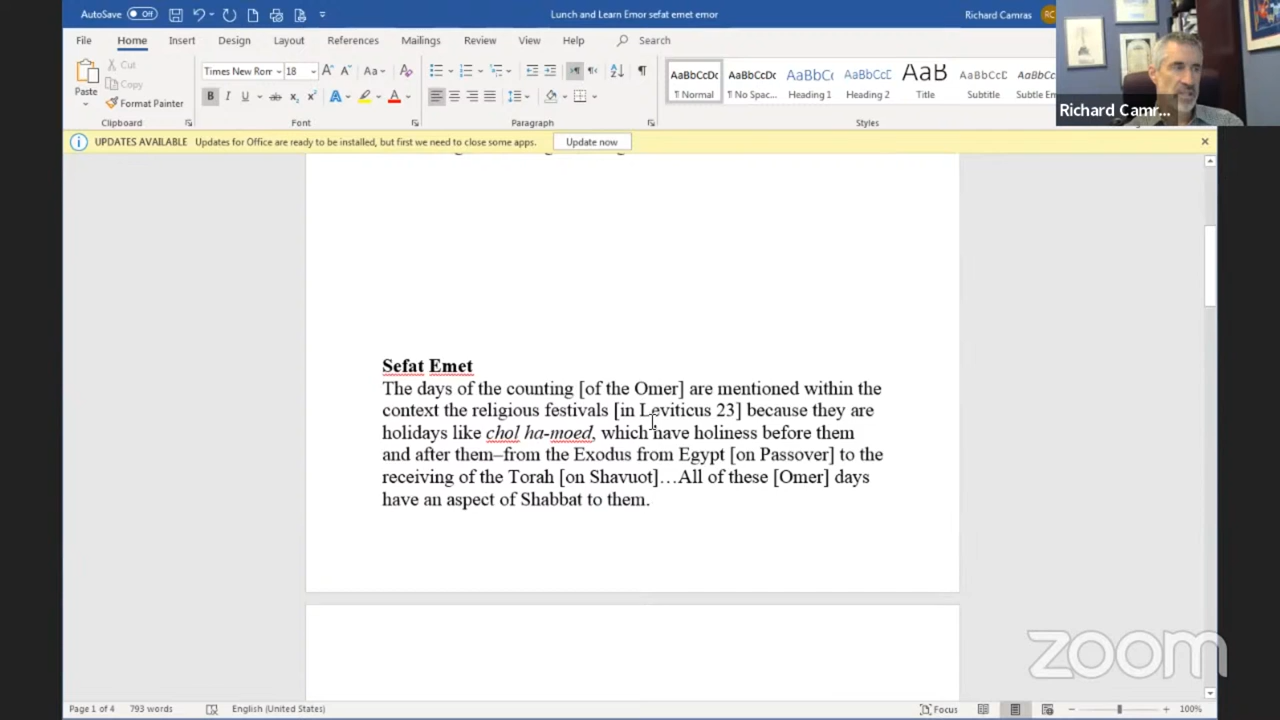 AutoSave Off
Lunch and Learn Emor sefat emet emor
Richard Camras
RC
File Home Insert Design Layout References Mailings Review View Help Search
Paste
Cut
Copy
Format Painter
Clipboard
Times New Rom 18
Font
Paragraph
AaBbCcDc AaBbCcDc AaBbCc AaBbCcD AaB AaBbCcD AaBbCc
¶ Normal ¶ No Spac... Heading 1 Heading 2 Title Subtitle Subtle Em
Styles
Richard Camr...
UPDATES AVAILABLE Updates for Office are ready to be installed, but first we need to close some apps. Update now
Sefat Emet
The days of the counting [of the Omer] are mentioned within the
context the religious festivals [in Leviticus 23] because they are
holidays like chol ha-moed, which have holiness before them
and after them–from the Exodus from Egypt [on Passover] to the
receiving of the Torah [on Shavuot]…All of these [Omer] days
have an aspect of Shabbat to them.
zoom
Page 1 of 4 793 words English (United States) Focus 100%